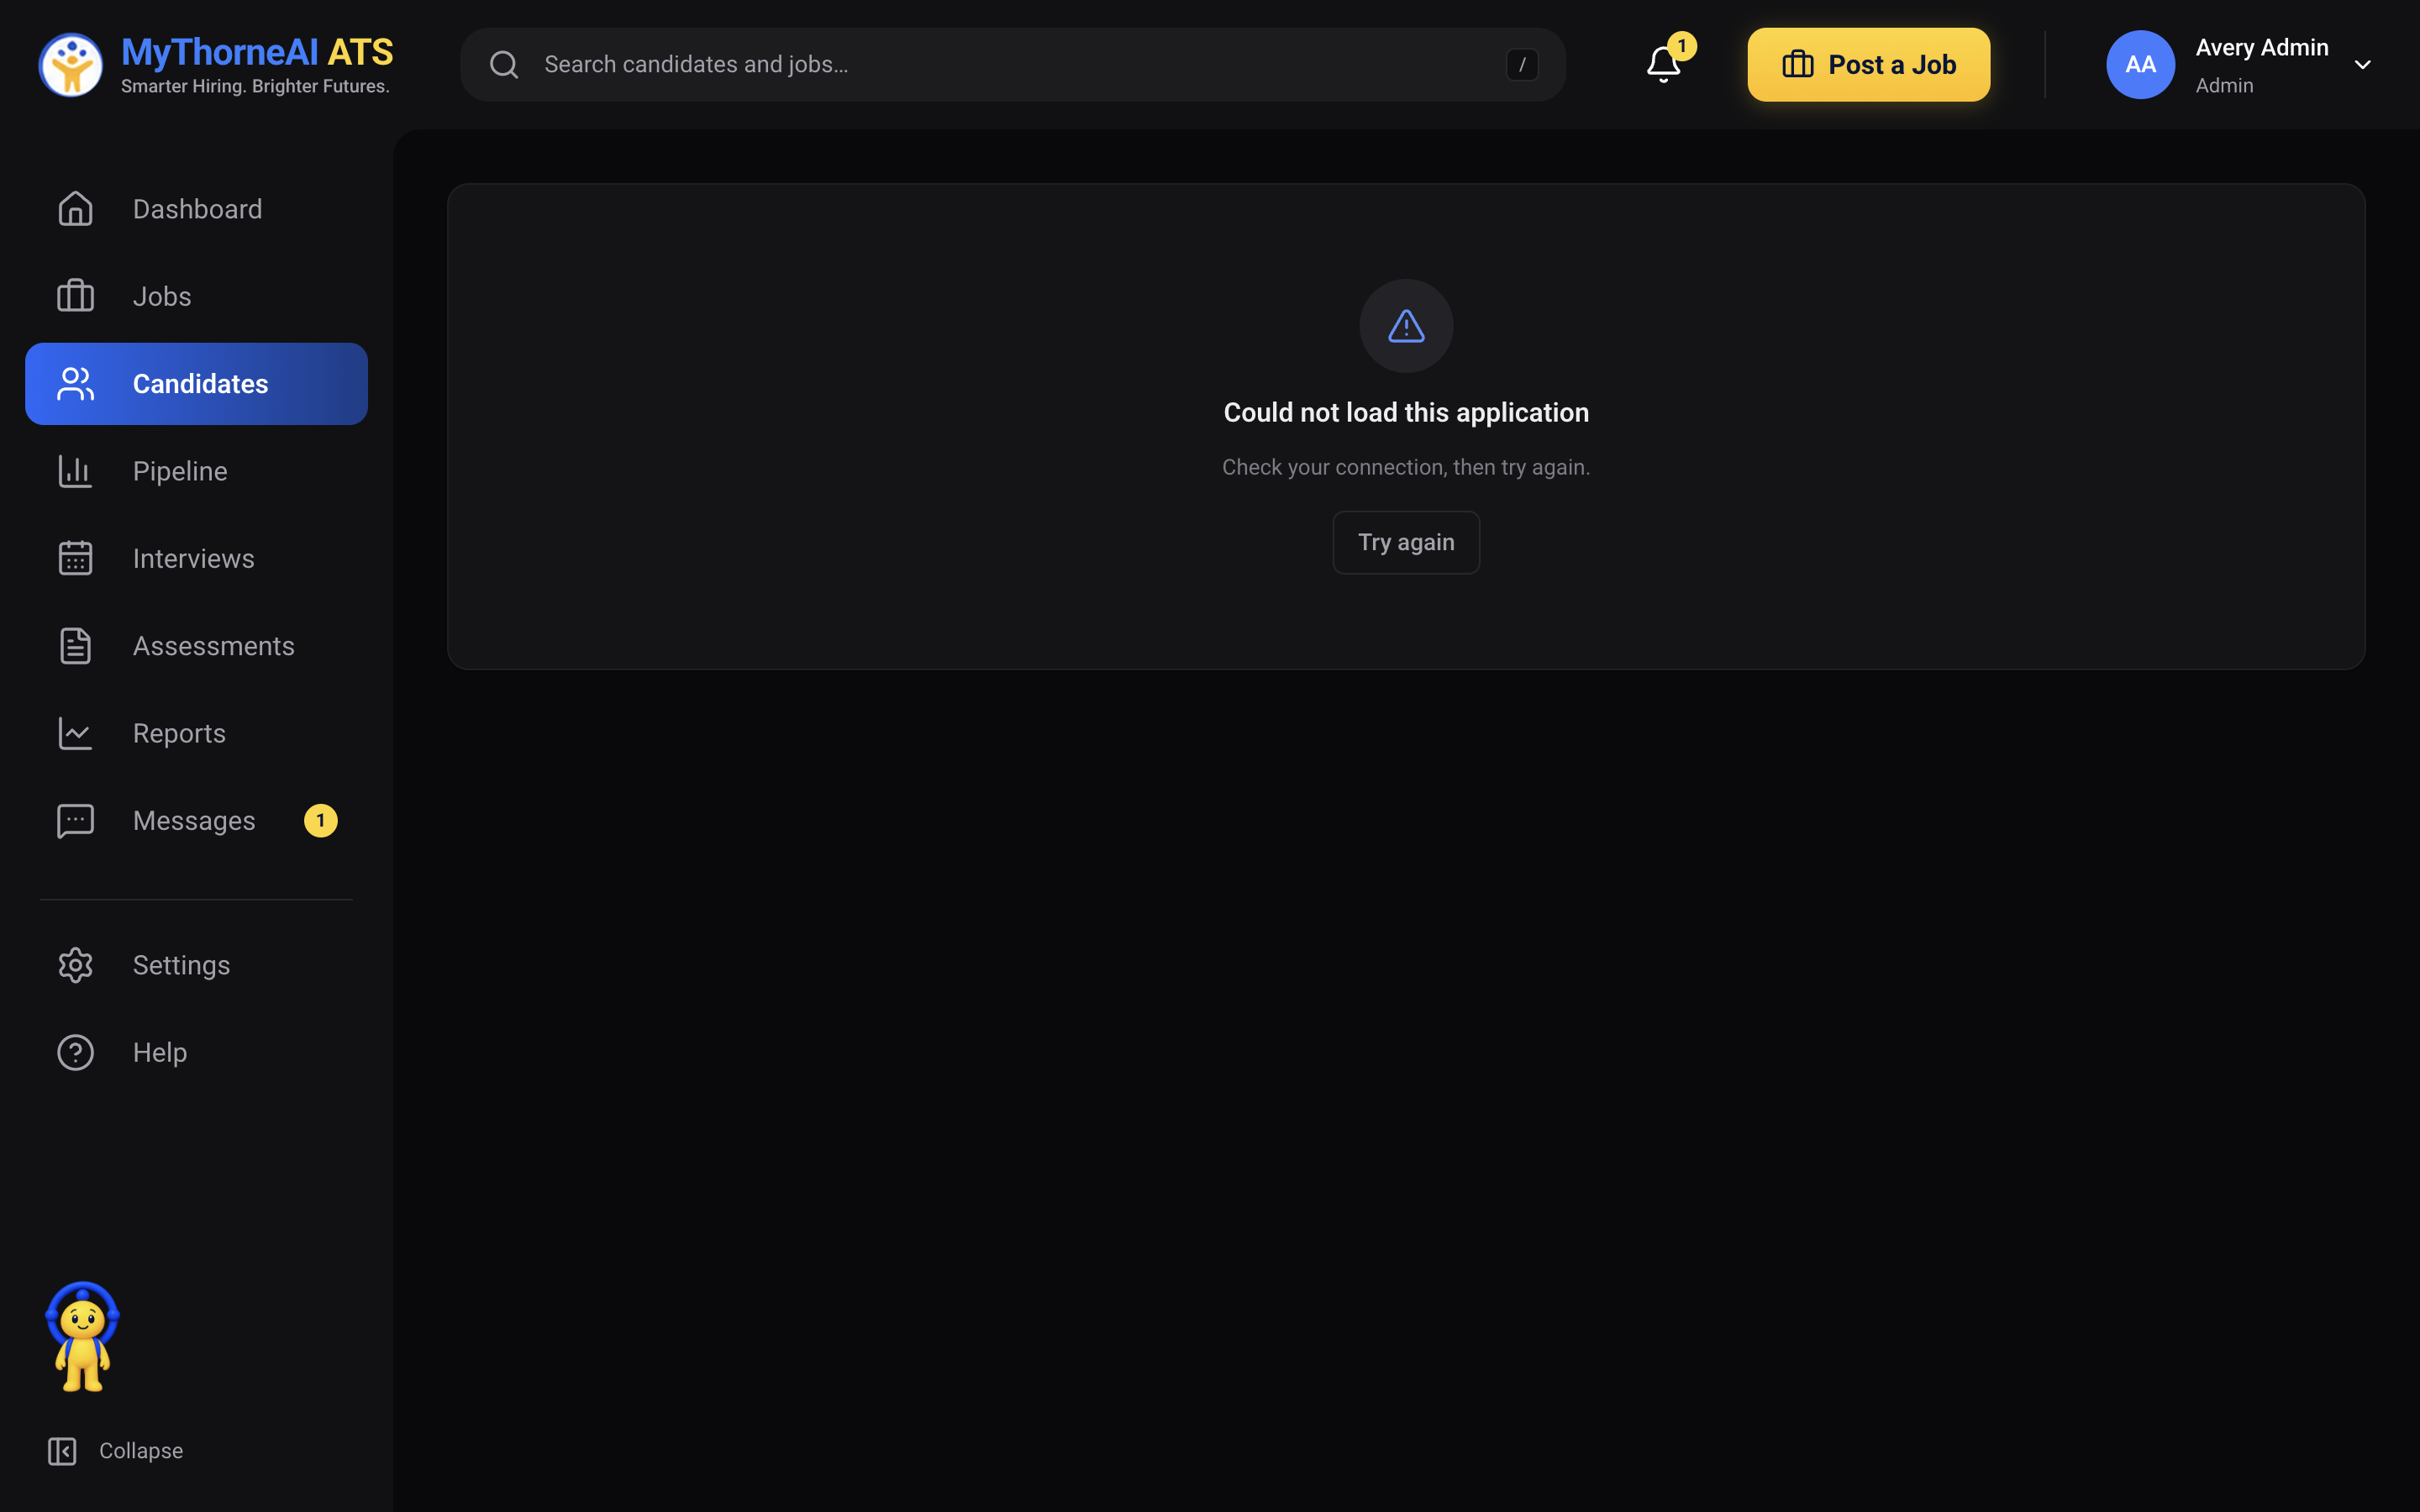 MyThorneAI ATS
Smarter Hiring. Brighter Futures.
Search candidates and jobs...
/
1
Post a Job
AA
Avery Admin
Admin
Dashboard
Jobs
Candidates
Pipeline
Interviews
Assessments
Reports
Messages
1
Settings
Help
Collapse
Could not load this application
Check your connection, then try again.
Try again